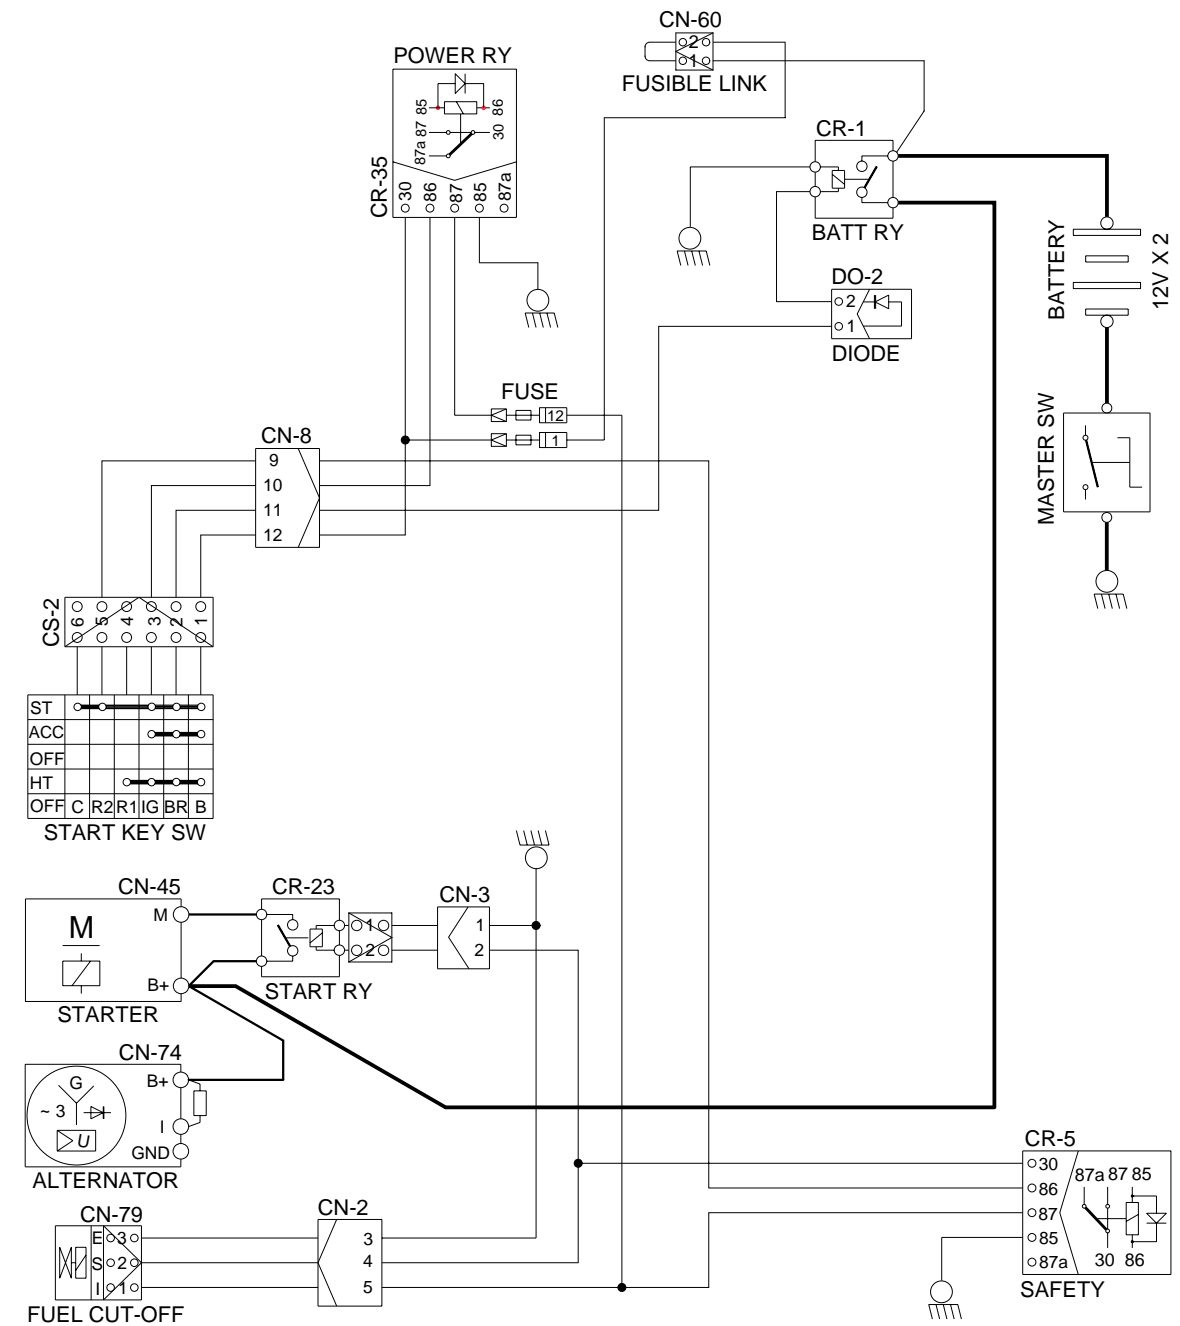 CN-60
2
1
FUSIBLE LINK
POWER RY
85 86
87 30
87a
CR-35
30 86 87 85 87a
CR-1
BATT RY
BATTERY
12V X 2
DO-2
2
1
DIODE
FUSE
12
1
MASTER SW
CN-8
9
10
11
12
CS-2
6 5 4 3 2 1
ST
ACC
OFF
HT
OFF C R2 R1 IG BR B
START KEY SW
CN-45
M
M
B+
STARTER
CR-23
1
2
START RY
CN-3
1
2
CN-74
B+
G
~ 3
U
I
GND
ALTERNATOR
CR-5
30
86
87
85
87a
87a 87 85
30 86
SAFETY
CN-79
E 3
S 2
I 1
FUEL CUT-OFF
CN-2
3
4
5